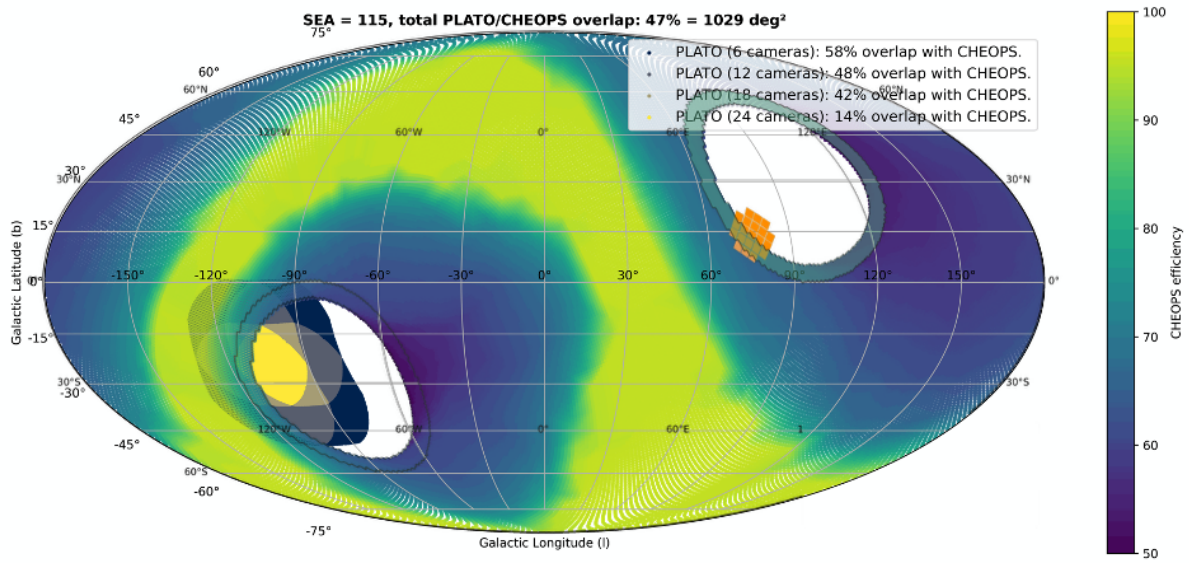 SEA = 115, total PLATO/CHEOPS overlap: 47% = 1029 deg²
PLATO (6 cameras): 58% overlap with CHEOPS.
PLATO (12 cameras): 48% overlap with CHEOPS.
PLATO (18 cameras): 42% overlap with CHEOPS.
PLATO (24 cameras): 14% overlap with CHEOPS.
75°
60°
60°N
60°N
45°
120°W
60°W
0°
60°E
120°E
30°
30°N
30°N
15°
-150°
-120°
-90°
-60°
-30°
0°
30°
60°
90°
120°
150°
0°
0°
0°
-15°
30°S
30°S
-30°
120°W
60°W
0°
60°E
1
-45°
60°S
-60°
-75°
Galactic Longitude (l)
Galactic Latitude (b)
100
90
80
70
60
50
CHEOPS efficiency